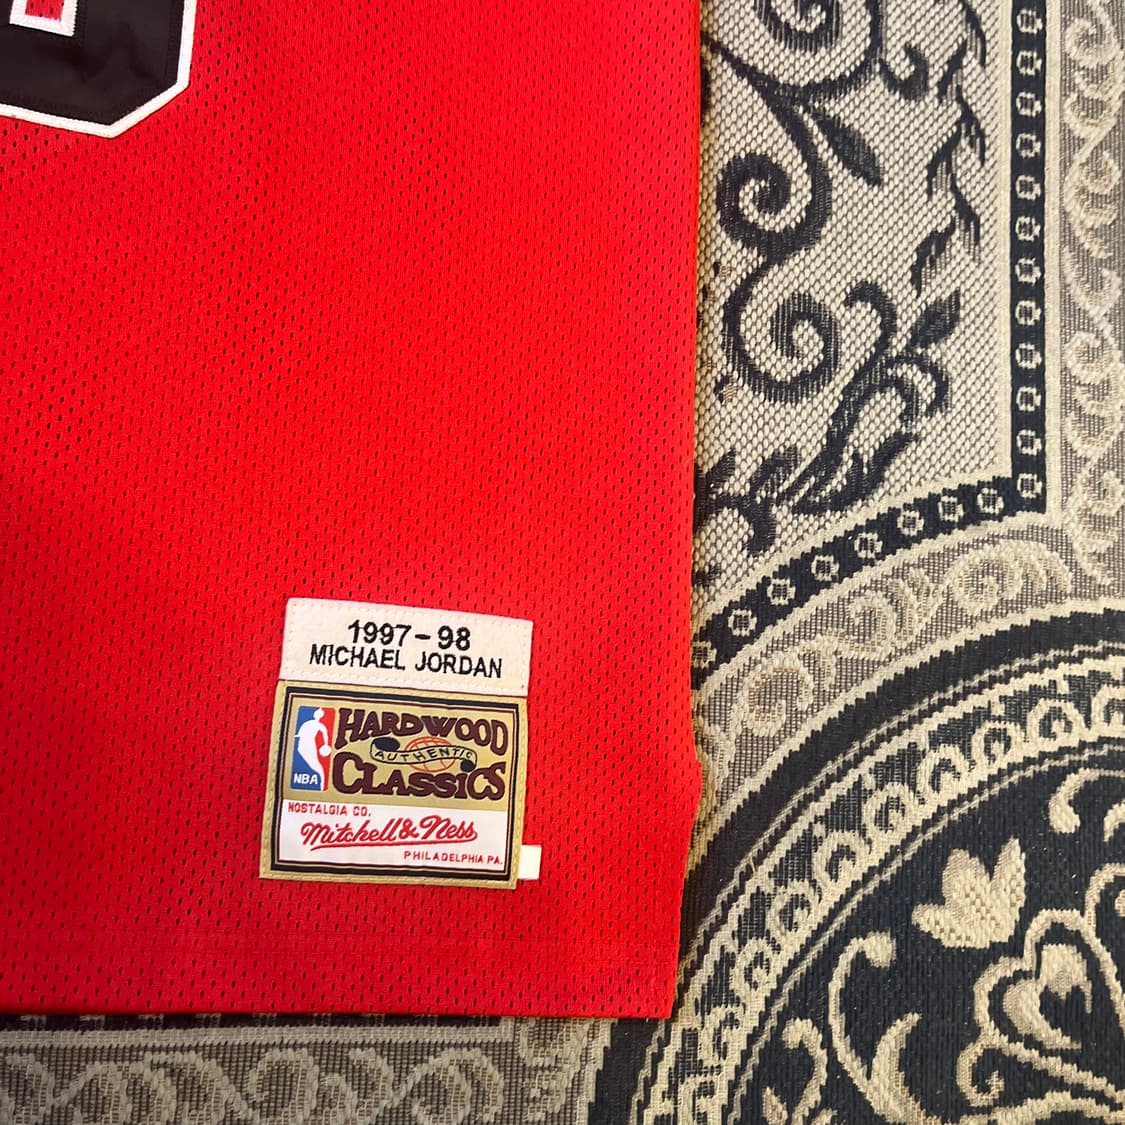 1997-98
MICHAEL JORDAN
HARDWOOD
AUTHENTIC
CLASSICS
NBA
NOSTALGIA CO.
Mitchell & Ness
PHILADELPHIA PA.